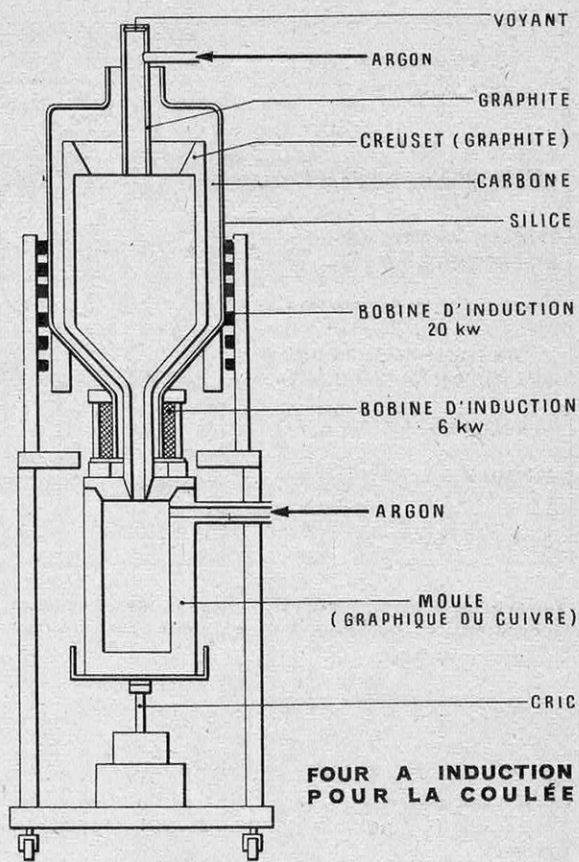 VOYANT
ARGON
GRAPHITE
CREUSET (GRAPHITE)
CARBONE
SILICE
BOBINE D'INDUCTION
20 kw
BOBINE D'INDUCTION
6 kw
ARGON
MOULE
(GRAPHIQUE DU CUIVRE)
CRIC
FOUR A INDUCTION
POUR LA COULÉE